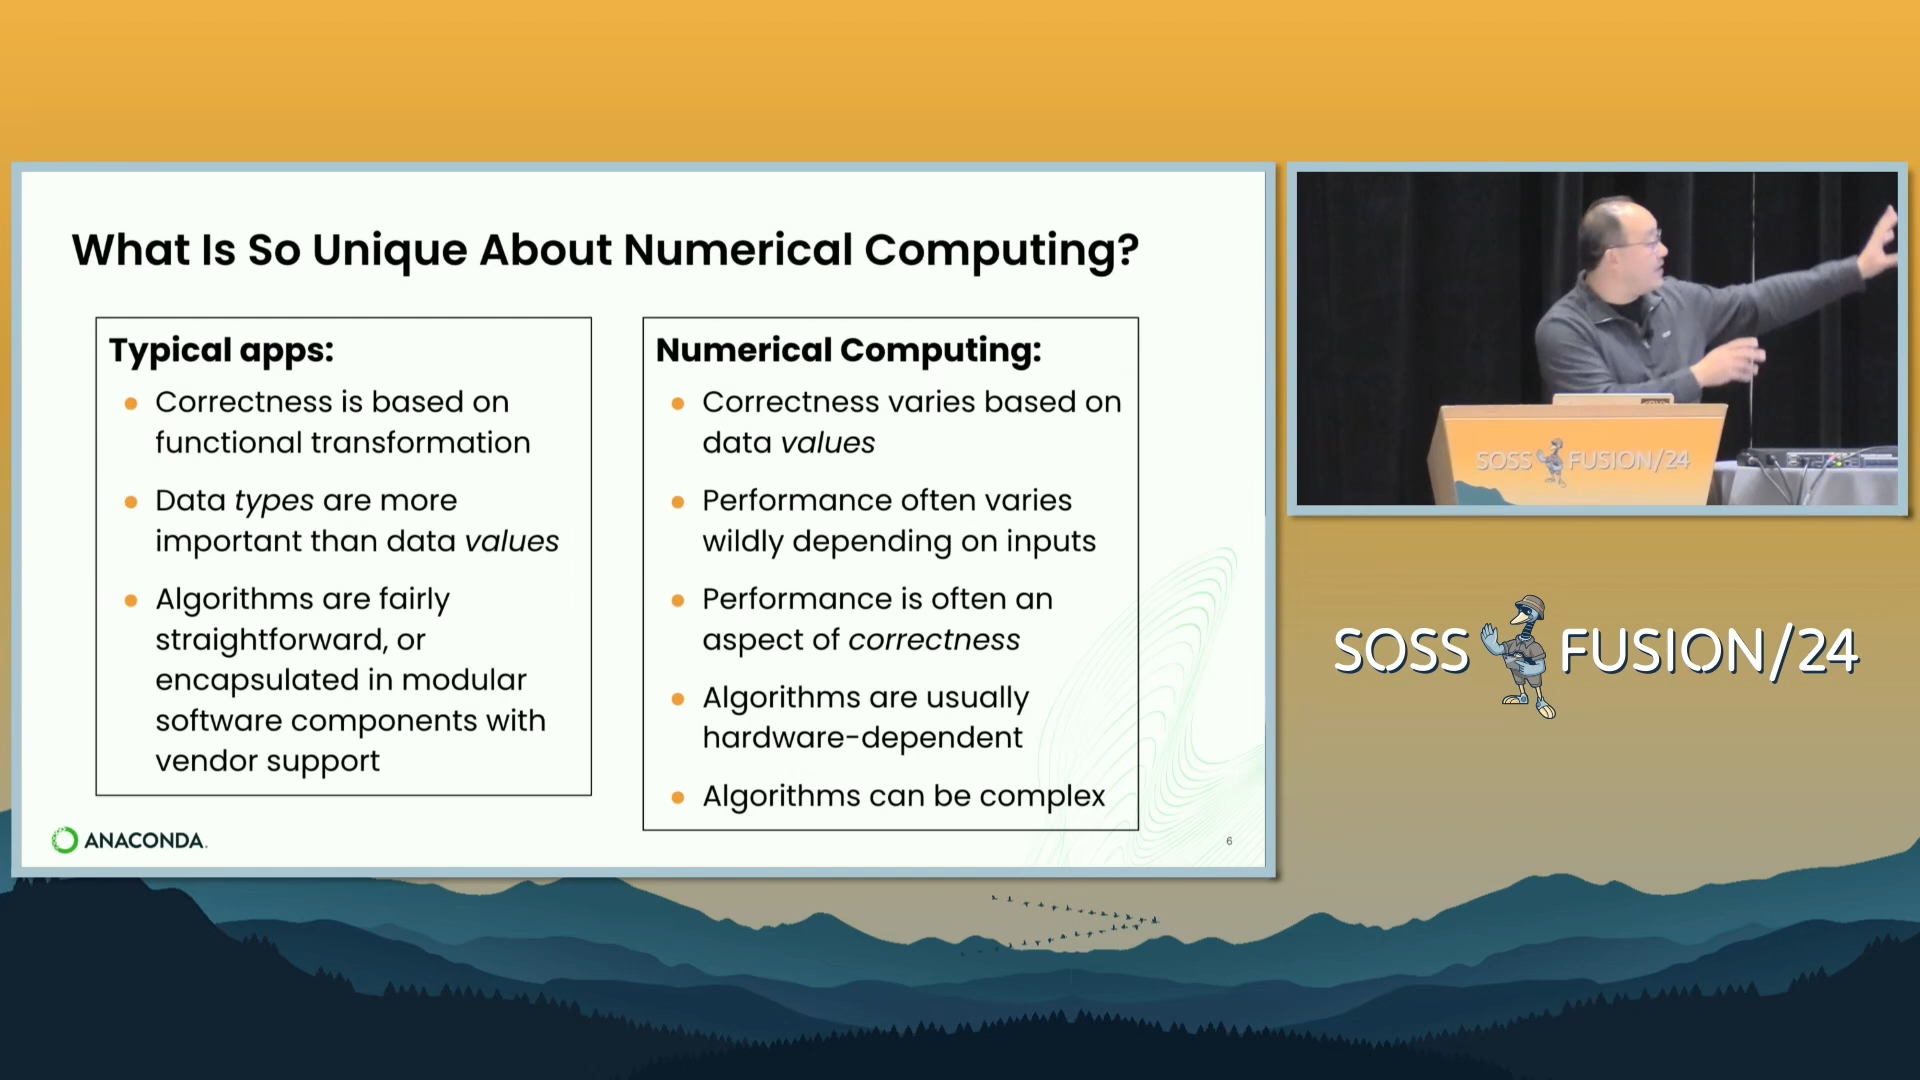 What Is So Unique About Numerical Computing?
Typical apps:
● Correctness is based on
functional transformation
● Data types are more
important than data values
● Algorithms are fairly
straightforward, or
encapsulated in modular
software components with
vendor support
Numerical Computing:
● Correctness varies based on
data values
● Performance often varies
wildly depending on inputs
● Performance is often an
aspect of correctness
● Algorithms are usually
hardware-dependent
● Algorithms can be complex
ANACONDA.
6
SOSS FUSION/24
SOSS FUSION/24